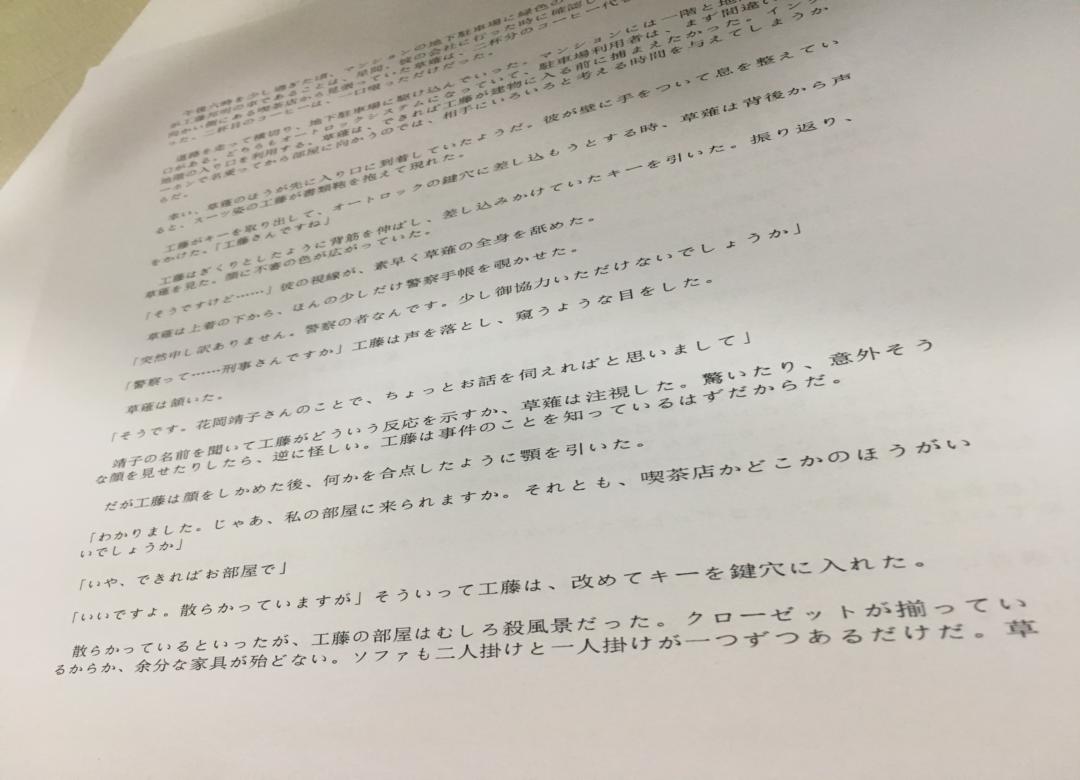 午後六時を少し過ぎた頃、マンションの地下駐車場に緑色の
が工藤邦明の車であることは、昼間、彼の会社に行った時に確認し
向かい側にある喫茶店から見張っていた草薙は、二杯分のコーヒー代を
った。二杯目のコーヒーは、一口啜っただけだった。
道路を走って横切り、地下駐車場に駆け込んでいった。マンションには一階と地
口がある。どちらもオートロックシステムになっていて、駐車場利用者は、まず間違い
地階の入り口を利用する。草薙は、できれば工藤が建物に入る前に捕まえたかった。インタ
ーホンで名乗ってから部屋に向かうのでは、相手にいろいろと考える時間を与えてしまうか
らだ。
幸い、草薙のほうが先に入り口に到着していたようだ。彼が壁に手をついて息を整えてい
ると、スーツ姿の工藤が書類鞄を抱えて現れた。
工藤がキーを取り出して、オートロックの鍵穴に差し込もうとする時、草薙は背後から声
をかけた。「工藤さんですね」
工藤はぎくりとしたように背筋を伸ばし、差し込みかけていたキーを引いた。振り返り、
草薙を見た。顔に不審の色が広がっていた。
「そうですけど……」彼の視線が、素早く草薙の全身を舐めた。
草薙は上着の下から、ほんの少しだけ警察手帳を覗かせた。
「突然申し訳ありません。警察の者なんです。少し御協力いただけないでしょうか」
「警察って……刑事さんですか」工藤は声を落とし、窺うような目をした。
草薙は頷いた。
「そうです。花岡靖子さんのことで、ちょっとお話を伺えればと思いまして」
靖子の名前を聞いて工藤がどういう反応を示すか、草薙は注視した。驚いたり、意外そう
な顔を見せたりしたら、逆に怪しい。工藤は事件のことを知っているはずだからだ。
だが工藤は顔をしかめた後、何かを合点したように顎を引いた。
「わかりました。じゃあ、私の部屋に来られますか。それとも、喫茶店かどこかのほうがい
いでしょうか」
「いや、できればお部屋で」
「いいですよ。散らかっていますが」そういって工藤は、改めてキーを鍵穴に入れた。
散らかっているといったが、工藤の部屋はむしろ殺風景だった。クローゼットが揃ってい
るからか、余分な家具が殆どない。ソファも二人掛けと一人掛けが一つずつあるだけだ。草